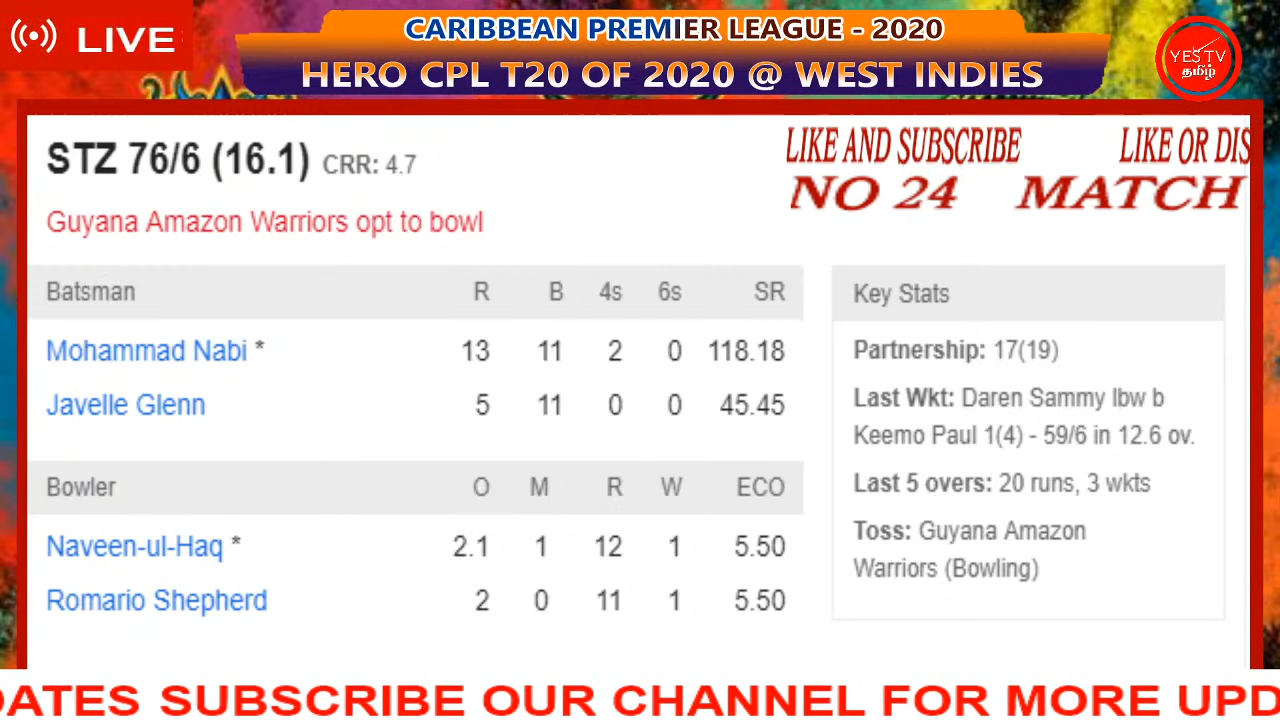 LIVE
CARIBBEAN PREMIER LEAGUE - 2020
HERO CPL T20 OF 2020 @ WEST INDIES
YES TV
தமிழ்
STZ 76/6 (16.1) CRR: 4.7
LIKE AND SUBSCRIBE LIKE OR DIS
NO 24 MATCH
Guyana Amazon Warriors opt to bowl
Batsman R B 4s 6s SR
Mohammad Nabi * 13 11 2 0 118.18
Javelle Glenn 5 11 0 0 45.45
Bowler O M R W ECO
Naveen-ul-Haq * 2.1 1 12 1 5.50
Romario Shepherd 2 0 11 1 5.50
Key Stats
Partnership: 17(19)
Last Wkt: Daren Sammy lbw b
Keemo Paul 1(4) - 59/6 in 12.6 ov.
Last 5 overs: 20 runs, 3 wkts
Toss: Guyana Amazon
Warriors (Bowling)
DATES SUBSCRIBE OUR CHANNEL FOR MORE UPD